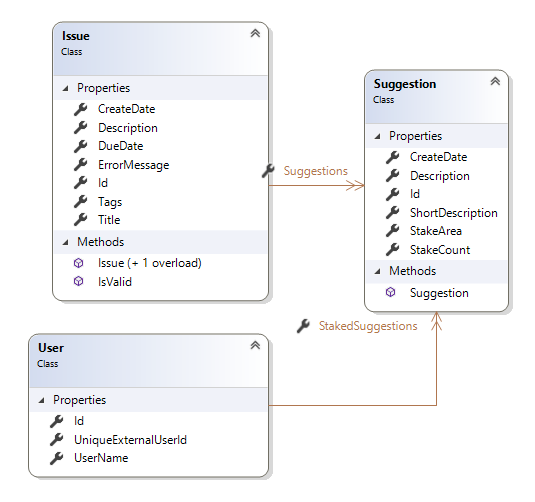 Issue
Class
Properties
CreateDate
Description
DueDate
ErrorMessage
Id
Tags
Title
Methods
Issue (+ 1 overload)
IsValid
Suggestions
Suggestion
Class
Properties
CreateDate
Description
Id
ShortDescription
StakeArea
StakeCount
Methods
Suggestion
StakedSuggestions
User
Class
Properties
Id
UniqueExternalUserId
UserName